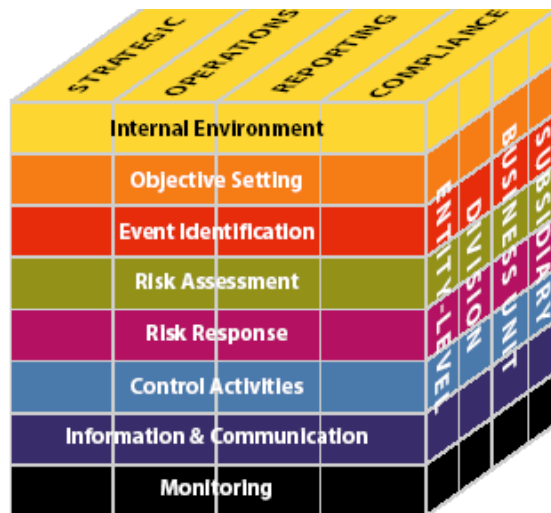 STRATEGIC
OPERATIONS
REPORTING
COMPLIANCE
Internal Environment
Objective Setting
Event Identification
Risk Assessment
Risk Response
Control Activities
Information & Communication
Monitoring
ENTITY-LEVEL
DIVISION
BUSINESS UNIT
SUBSIDIARY